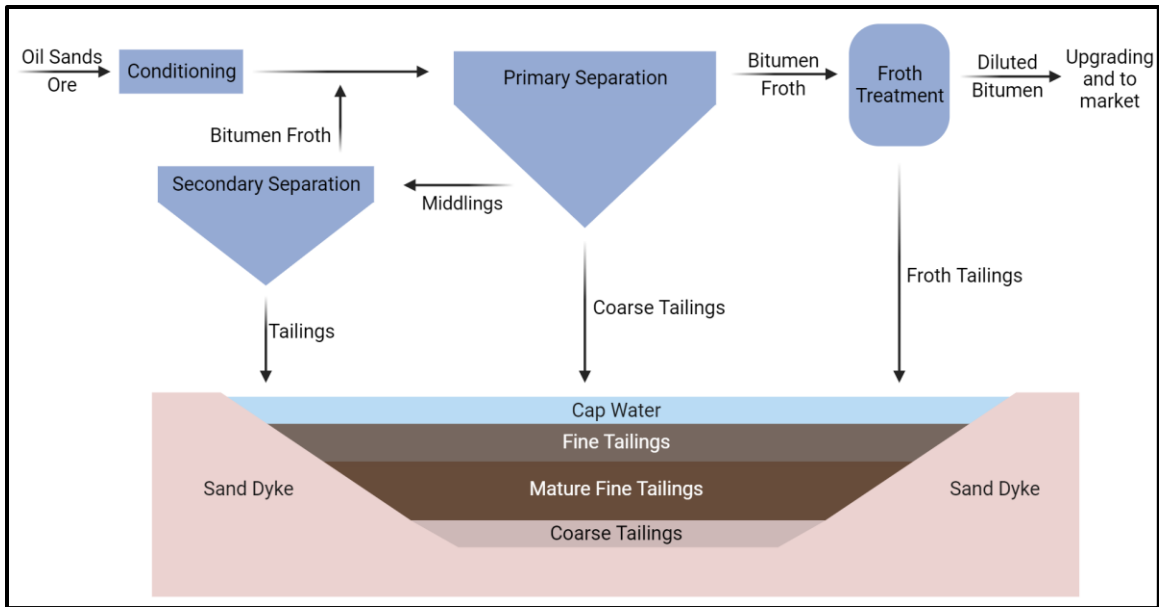 Oil Sands
Ore
Conditioning
Primary Separation
Bitumen
Froth
Froth
Treatment
Diluted
Bitumen
Upgrading
and to
market
Bitumen Froth
Secondary Separation
Middlings
Tailings
Coarse Tailings
Froth Tailings
Cap Water
Fine Tailings
Sand Dyke
Mature Fine Tailings
Sand Dyke
Coarse Tailings